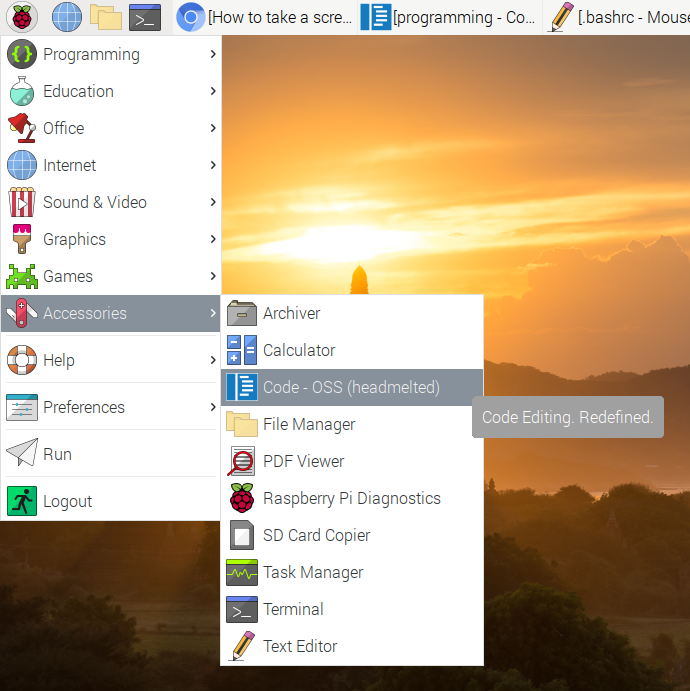 [How to take a scre...
[programming - Co...
[.bashrc - Mouse
Programming
Education
Office
Internet
Sound & Video
Graphics
Games
Accessories
Help
Preferences
Run
Logout
Archiver
Calculator
Code - OSS (headmelted)
File Manager
PDF Viewer
Raspberry Pi Diagnostics
SD Card Copier
Task Manager
Terminal
Text Editor
Code Editing. Redefined.